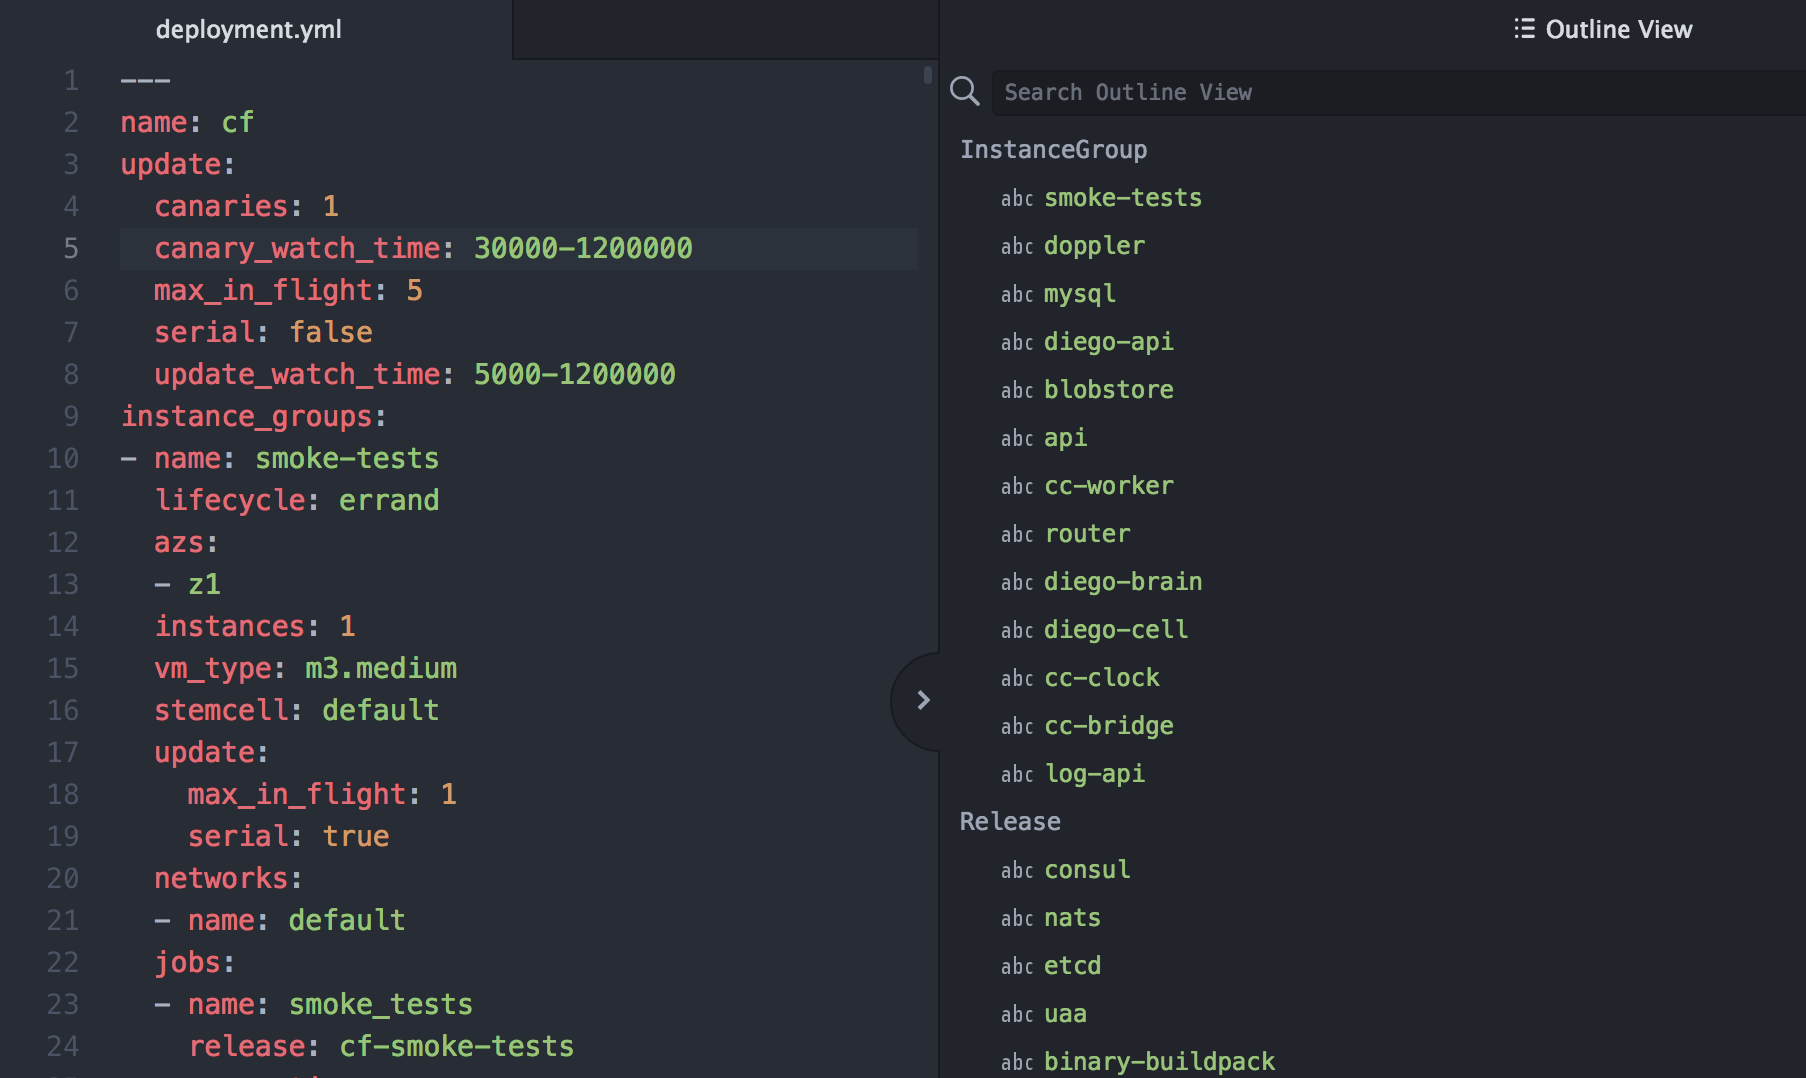 deployment.yml
1 ---
2 name: cf
3 update:
4   canaries: 1
5   canary_watch_time: 30000-1200000
6   max_in_flight: 5
7   serial: false
8   update_watch_time: 5000-1200000
9 instance_groups:
10 - name: smoke-tests
11   lifecycle: errand
12   azs:
13   - z1
14   instances: 1
15   vm_type: m3.medium
16   stemcell: default
17   update:
18     max_in_flight: 1
19     serial: true
20   networks:
21   - name: default
22   jobs:
23   - name: smoke_tests
24     release: cf-smoke-tests
Outline View
Search Outline View
InstanceGroup
abc smoke-tests
abc doppler
abc mysql
abc diego-api
abc blobstore
abc api
abc cc-worker
abc router
abc diego-brain
abc diego-cell
abc cc-clock
abc cc-bridge
abc log-api
Release
abc consul
abc nats
abc etcd
abc uaa
abc binary-buildpack